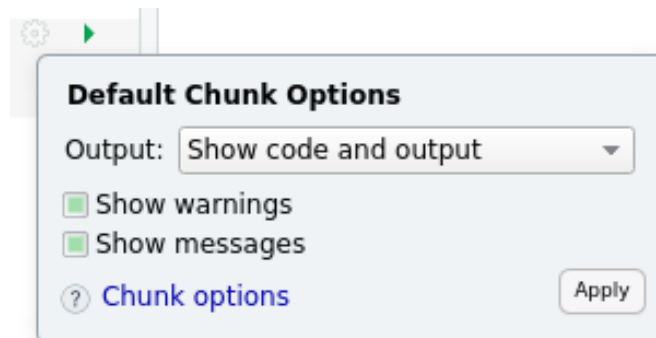 Default Chunk Options
Output: Show code and output
Show warnings
Show messages
? Chunk options Apply